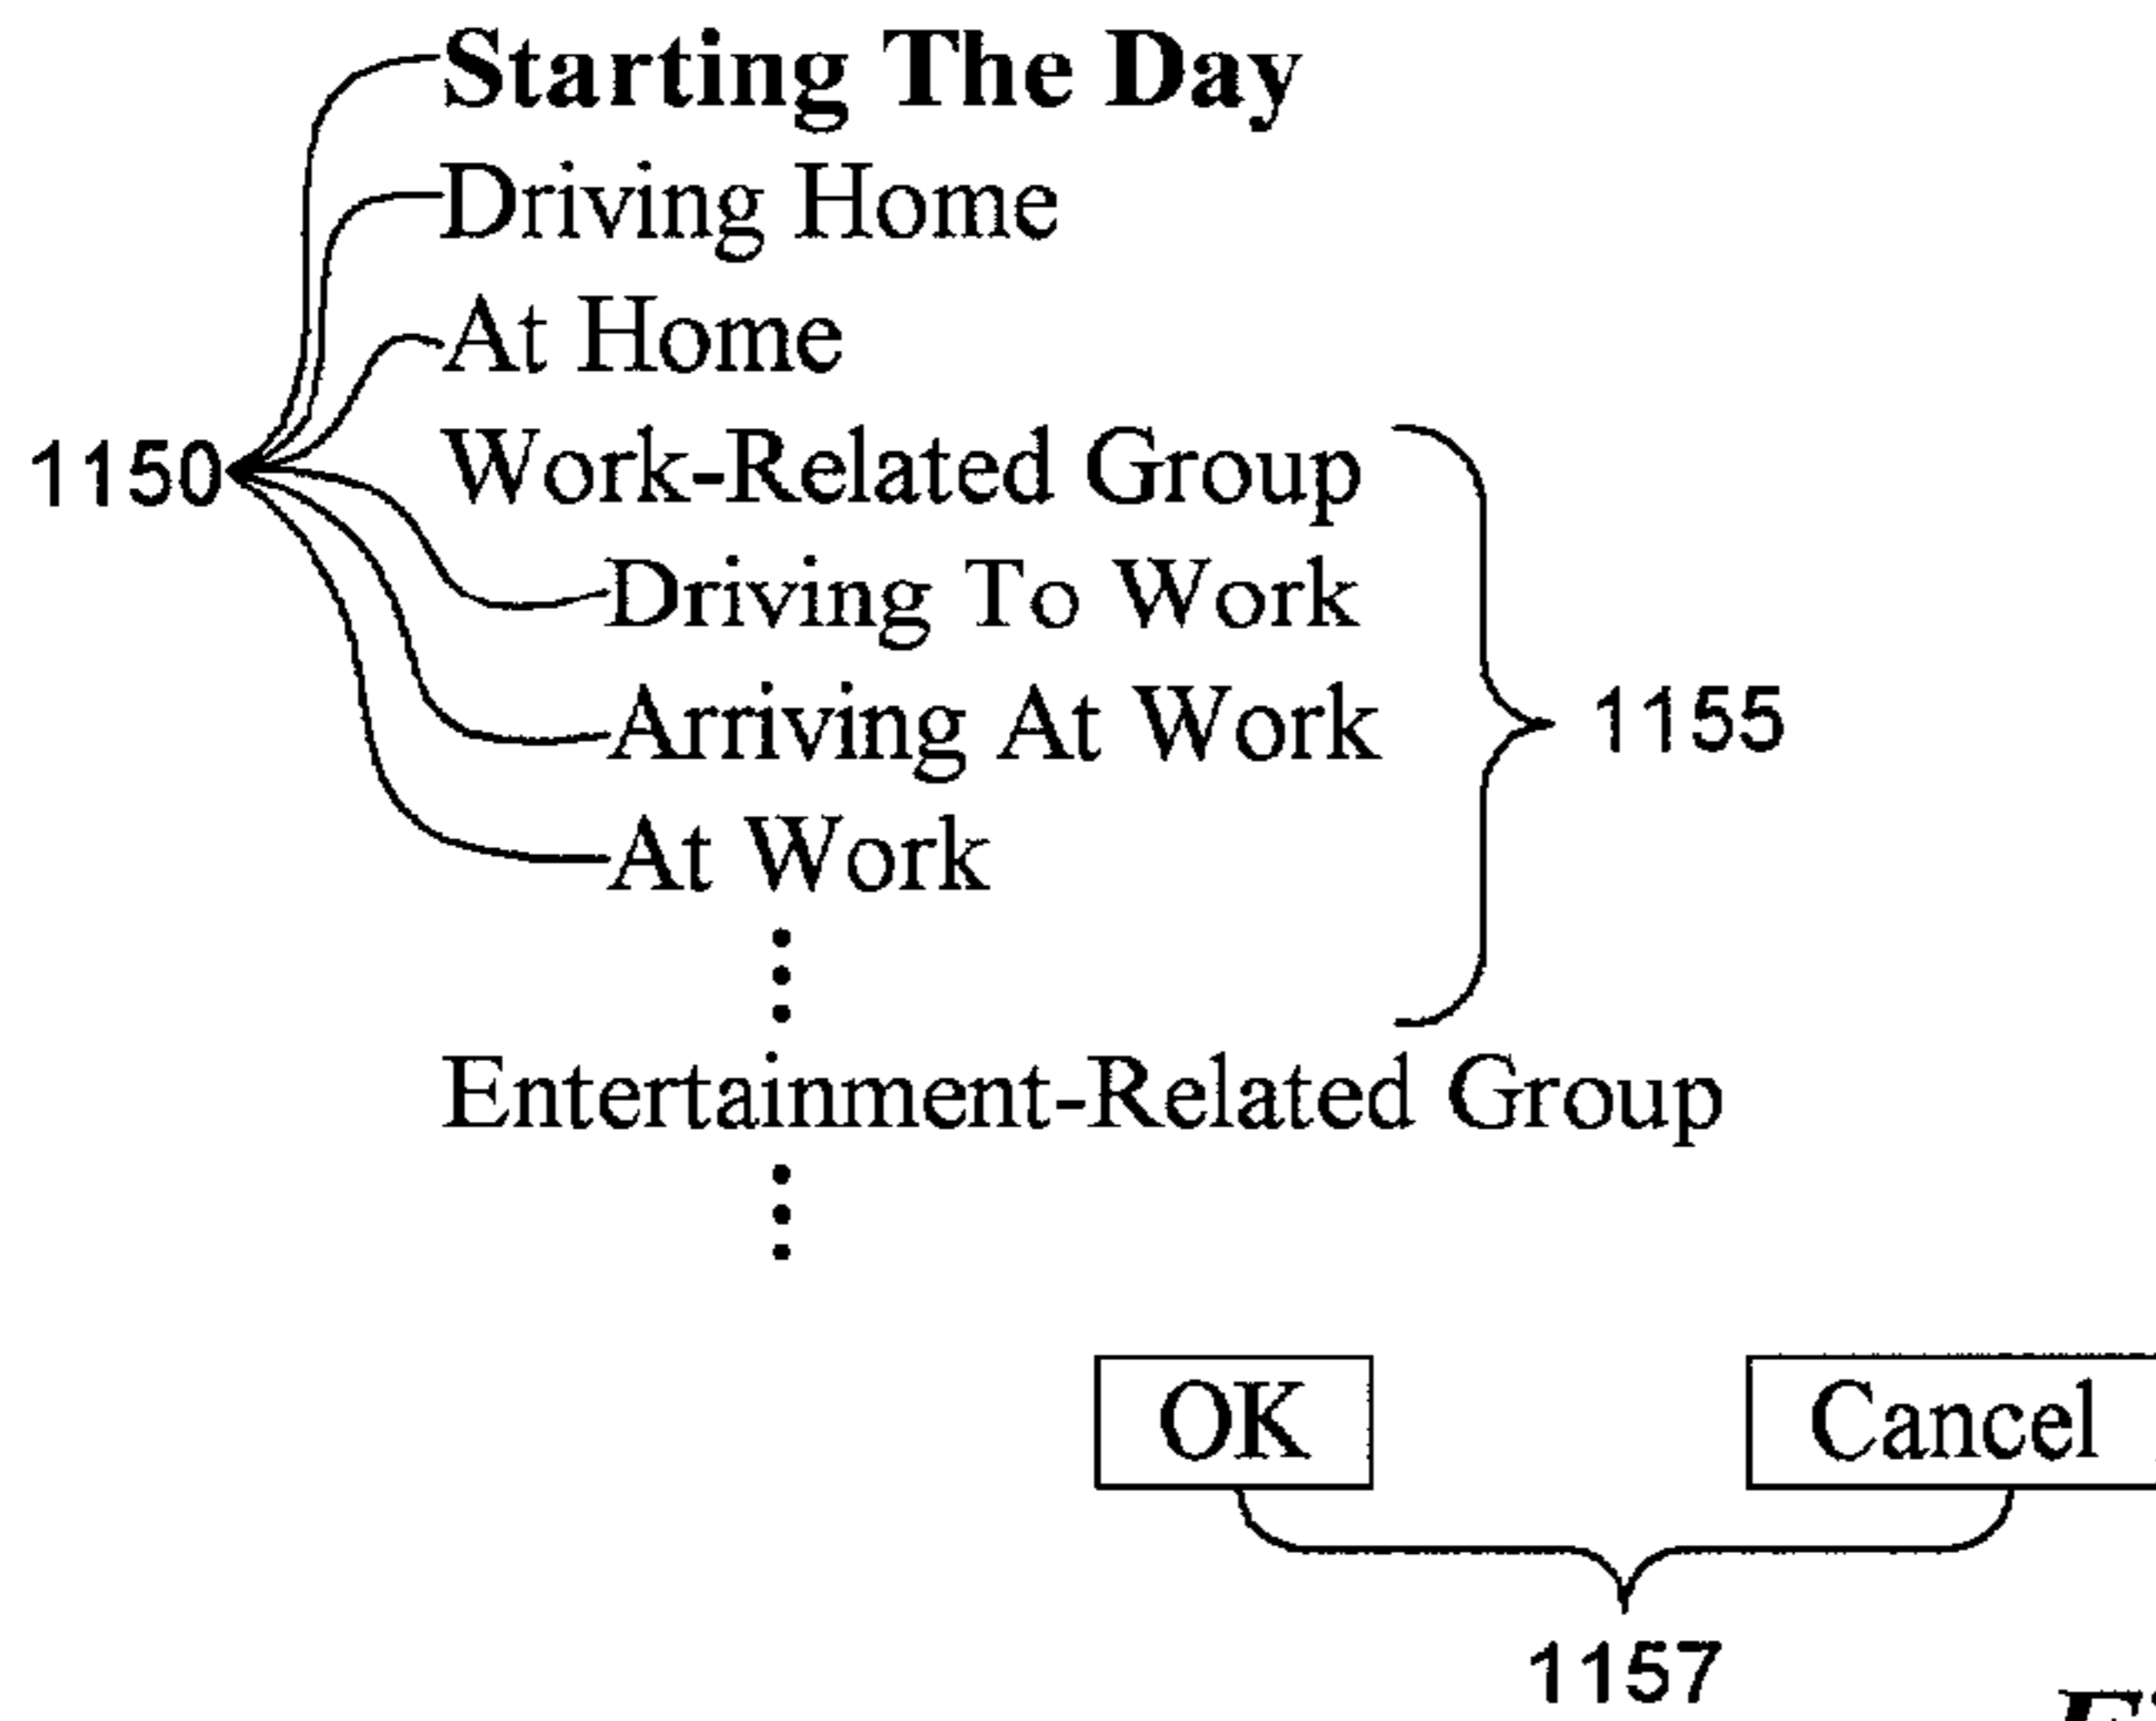 Starting The Day
Driving Home
At Home
1150
Work-Related Group
Driving To Work
Arriving At Work
1155
At Work
Entertainment-Related Group
OK
Cancel
1157